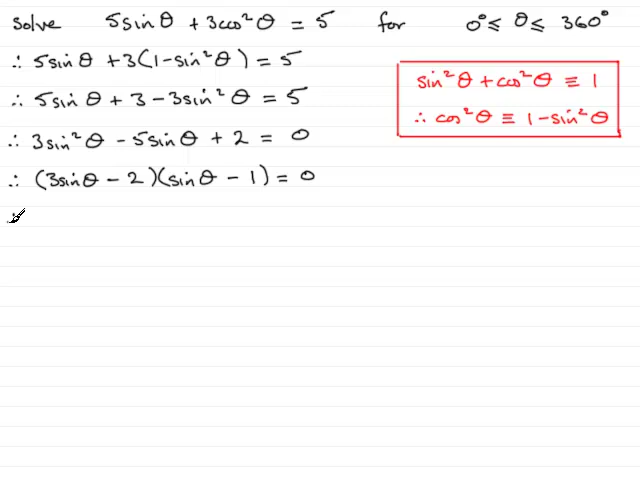 Solve 5sinθ + 3cos²θ = 5 for 0° ≤ θ ≤ 360°
∴ 5sinθ + 3(1-sin²θ) = 5
∴ 5sinθ + 3 - 3sin²θ = 5
∴ 3sin²θ - 5sinθ + 2 = 0
∴ (3sinθ - 2)(sinθ - 1) = 0
∴
sin²θ + cos²θ ≡ 1
∴ cos²θ ≡ 1 - sin²θ